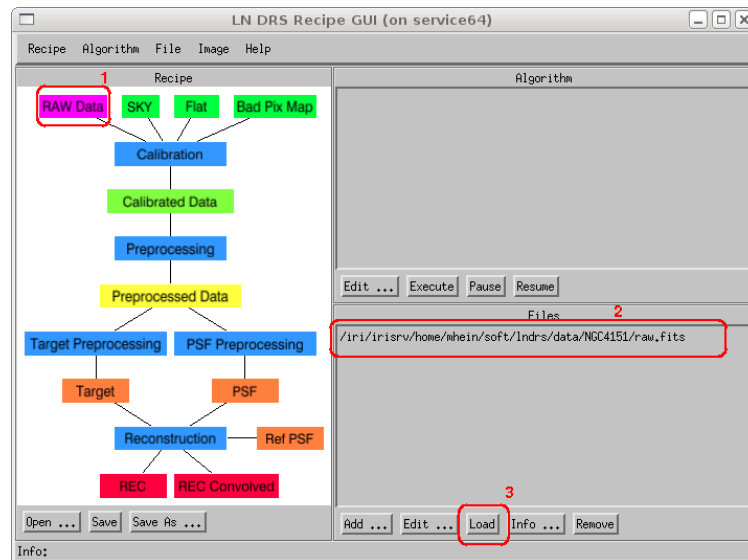 LN DRS Recipe GUI (on service64)
Recipe Algorithm File Image Help
1
Recipe
RAW Data SKY Flat Bad Pix Map
Calibration
Calibrated Data
Preprocessing
Preprocessed Data
Target Preprocessing PSF Preprocessing
Target PSF
Reconstruction Ref PSF
REC REC Convolved
Open ... Save Save As ...
Algorithm
Edit ... Execute Pause Resume
2
Files
/iri/irisrv/home/mhein/soft/lndrs/data/NGC4151/raw.fits
3
Add ... Edit ... Load Info ... Remove
Info: